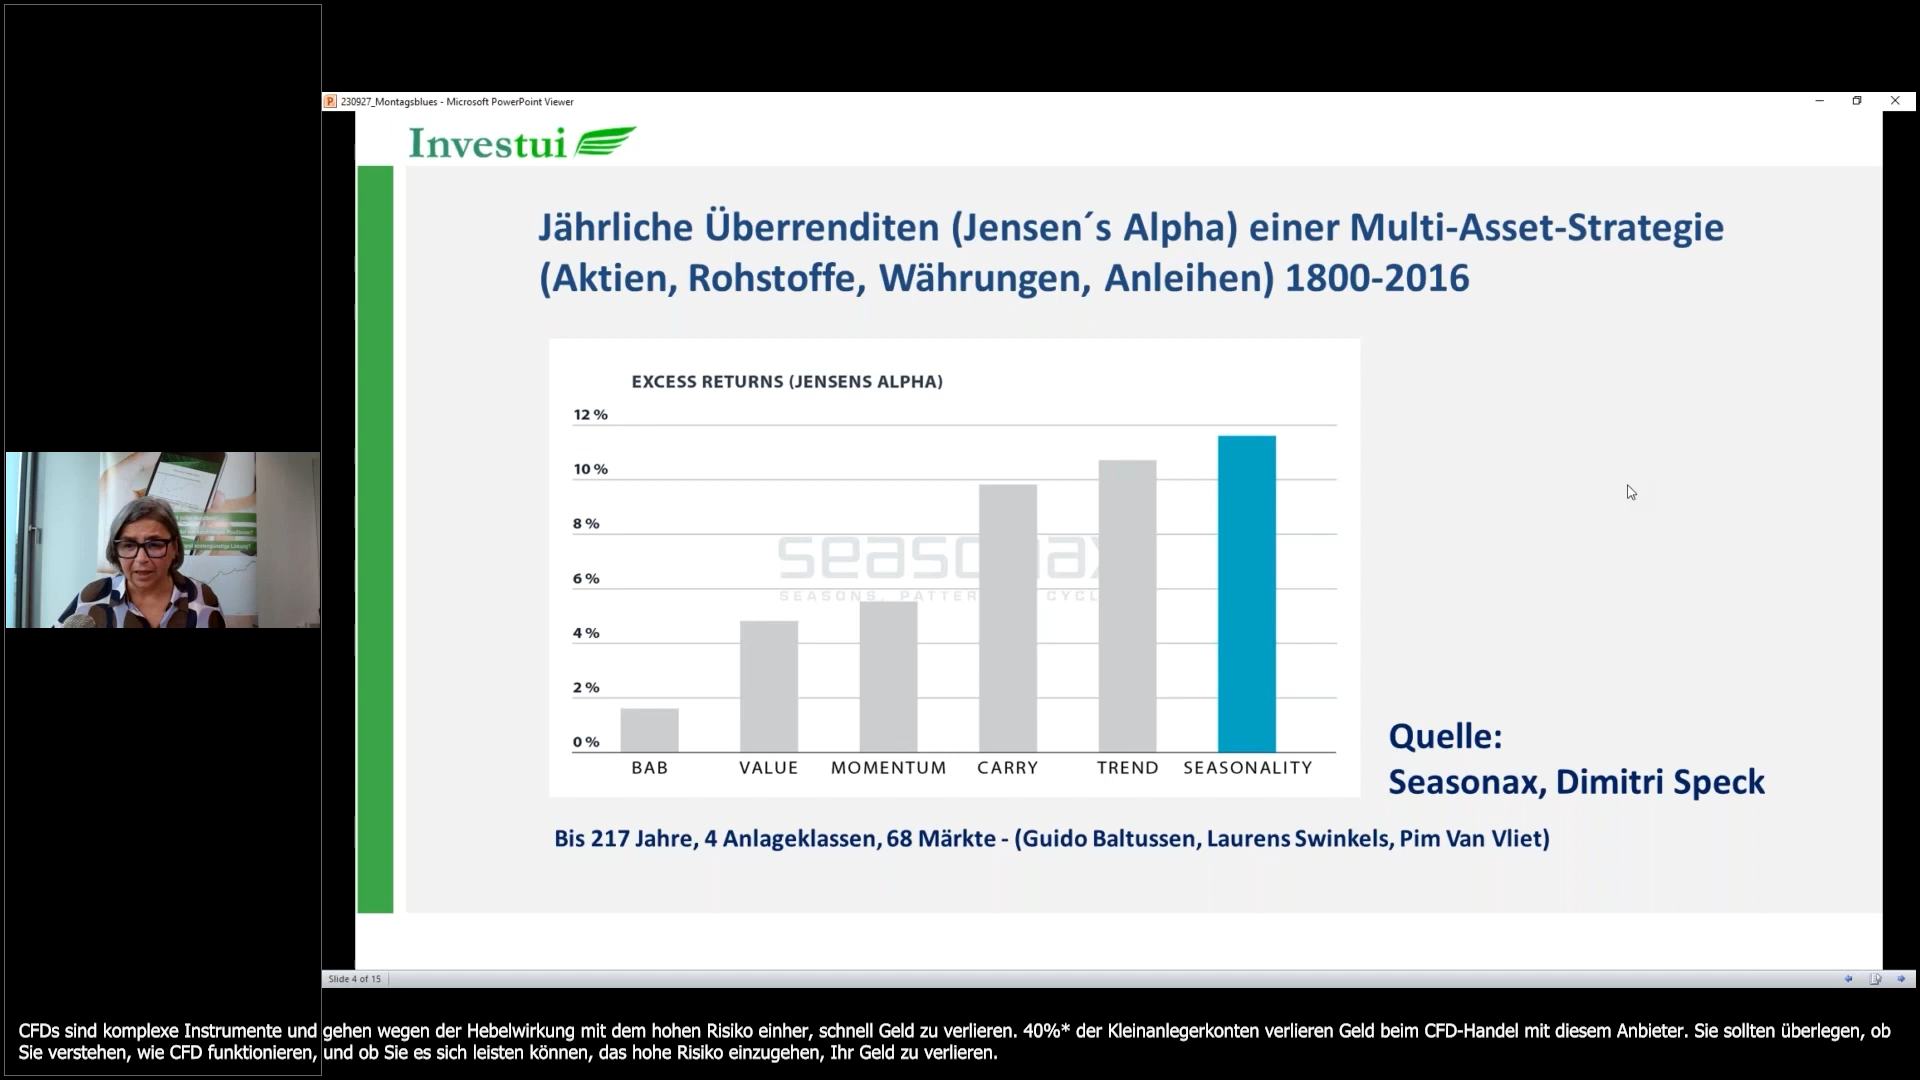 230927_Montagsblues - Microsoft PowerPoint Viewer
Investui
Jährliche Überrenditen (Jensen´s Alpha) einer Multi-Asset-Strategie
(Aktien, Rohstoffe, Währungen, Anleihen) 1800-2016
EXCESS RETURNS (JENSENS ALPHA)
12 %
10 %
8 %
6 %
4 %
2 %
0 %
BAB VALUE MOMENTUM CARRY TREND SEASONALITY
Quelle:
Seasonax, Dimitri Speck
Bis 217 Jahre, 4 Anlageklassen, 68 Märkte - (Guido Baltussen, Laurens Swinkels, Pim Van Vliet)
Slide 4 of 15
CFDs sind komplexe Instrumente und gehen wegen der Hebelwirkung mit dem hohen Risiko einher, schnell Geld zu verlieren. 40%* der Kleinanlegerkonten verlieren Geld beim CFD-Handel mit diesem Anbieter. Sie sollten überlegen, ob
Sie verstehen, wie CFD funktionieren, und ob Sie es sich leisten können, das hohe Risiko einzugehen, Ihr Geld zu verlieren.